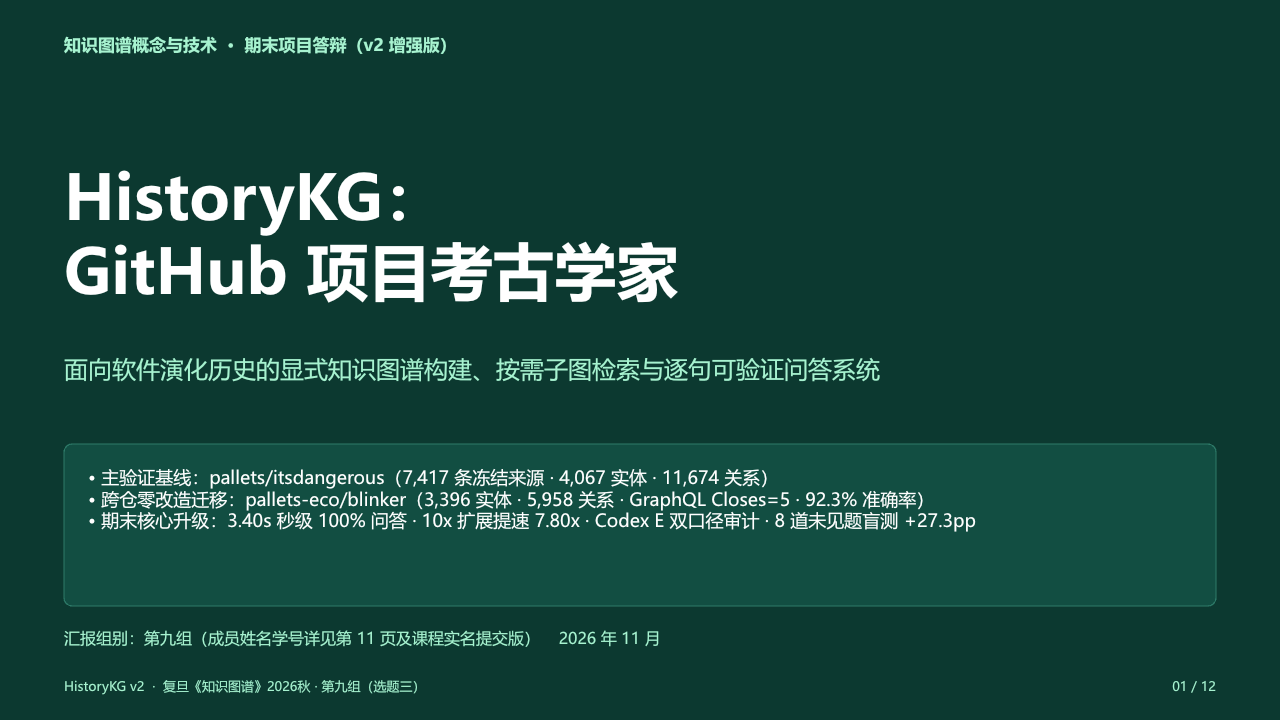 知识图谱概念与技术 • 期末项目答辩（v2 增强版）
HistoryKG：
GitHub 项目考古学家
面向软件演化历史的显式知识图谱构建、按需子图检索与逐句可验证问答系统
• 主验证基线：pallets/itsdangerous（7,417 条冻结来源 · 4,067 实体 · 11,674 关系）
• 跨仓零改造迁移：pallets-eco/blinker（3,396 实体 · 5,958 关系 · GraphQL Closes=5 · 92.3% 准确率）
• 期末核心升级：3.40s 秒级 100% 问答 · 10x 扩展提速 7.80x · Codex E 双口径审计 · 8 道未见题盲测 +27.3pp
汇报组别：第九组（成员姓名学号详见第 11 页及课程实名提交版） 2026 年 11 月
HistoryKG v2 · 复旦《知识图谱》2026秋 · 第九组（选题三）
01 / 12